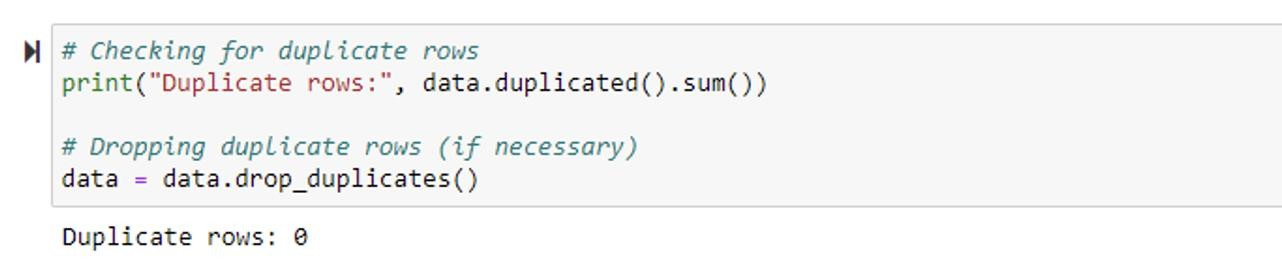 # Checking for duplicate rows
print("Duplicate rows:", data.duplicated().sum())
# Dropping duplicate rows (if necessary)
data = data.drop_duplicates()
Duplicate rows: 0